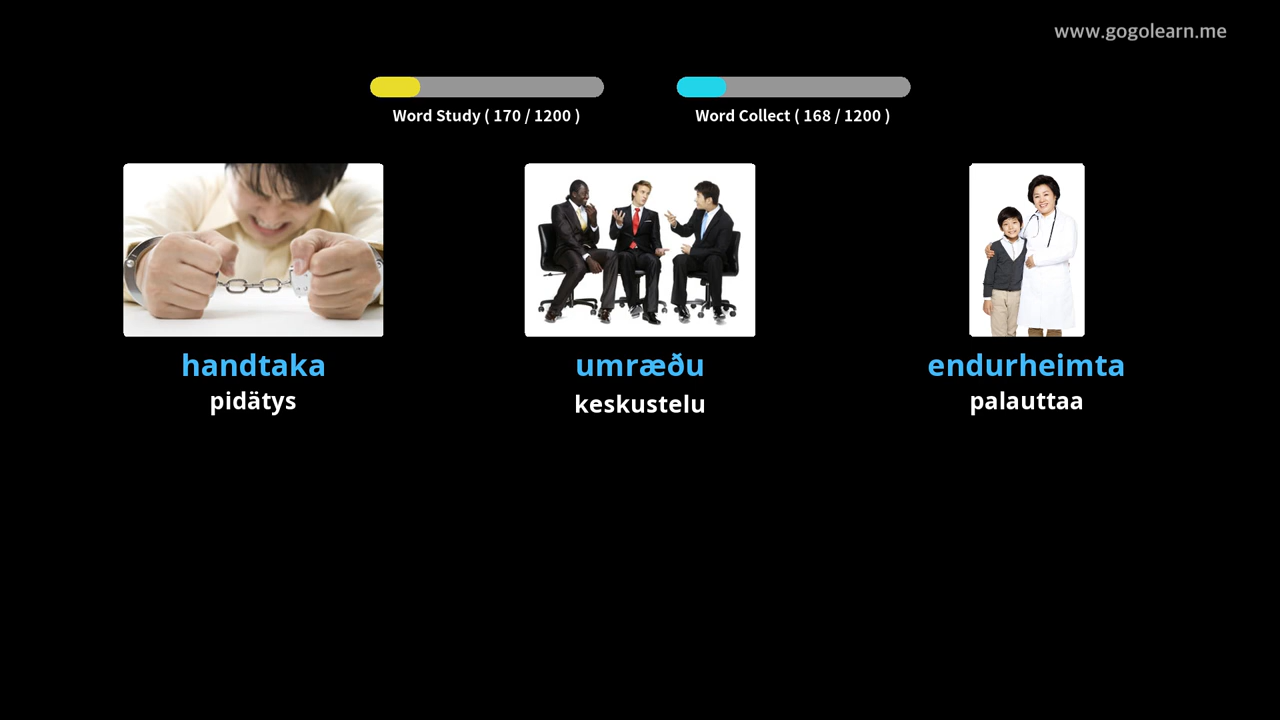 www.gogolearn.me
Word Study ( 170 / 1200 )
Word Collect ( 168 / 1200 )
handtaka
pidätys
umræðu
keskustelu
endurheimta
palauttaa